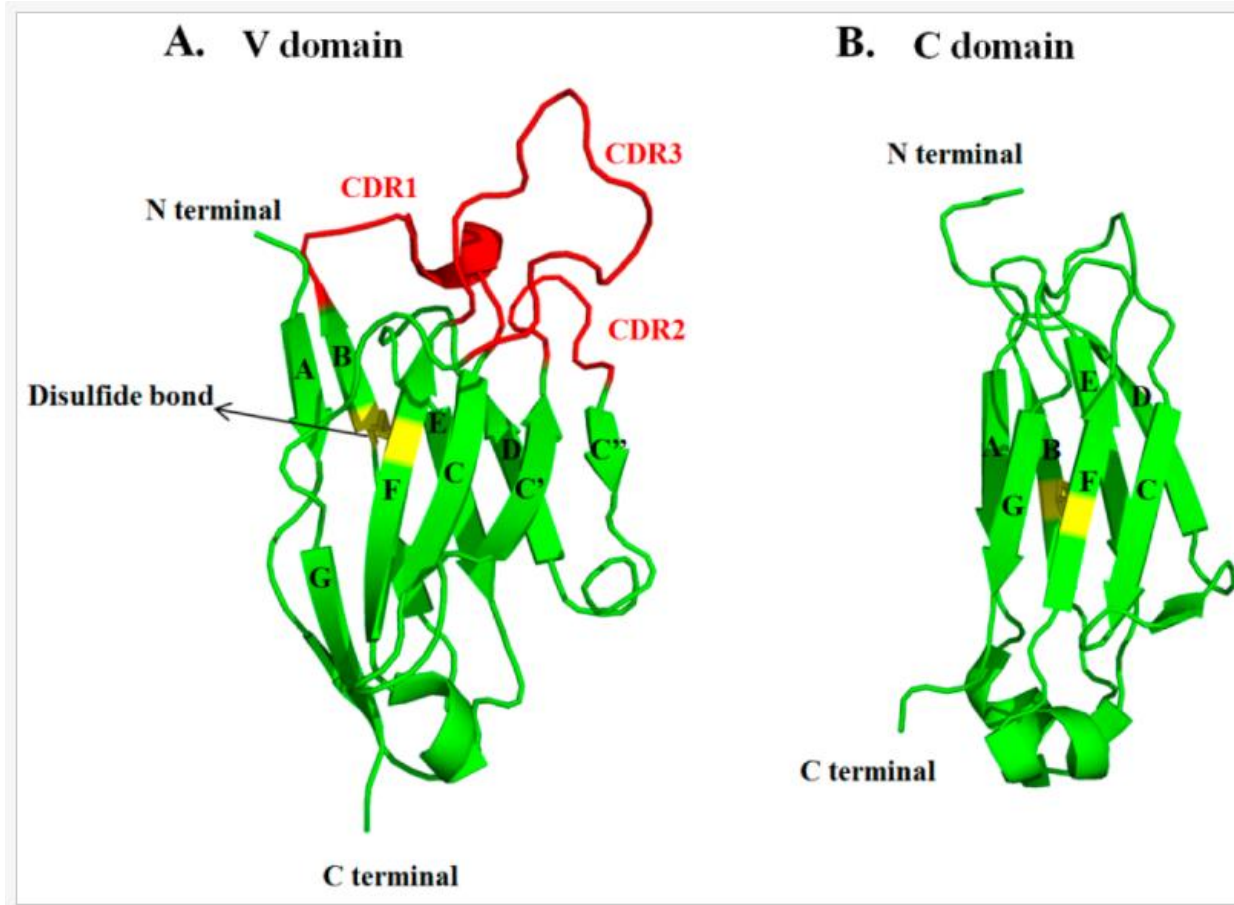 A. V domain
B. C domain
CDR3
N terminal
CDR1
N terminal
CDR2
B
A
E
D
Disulfide bond
E
D
C”
A
B
F
C
C’
F
C
G
G
C terminal
C terminal